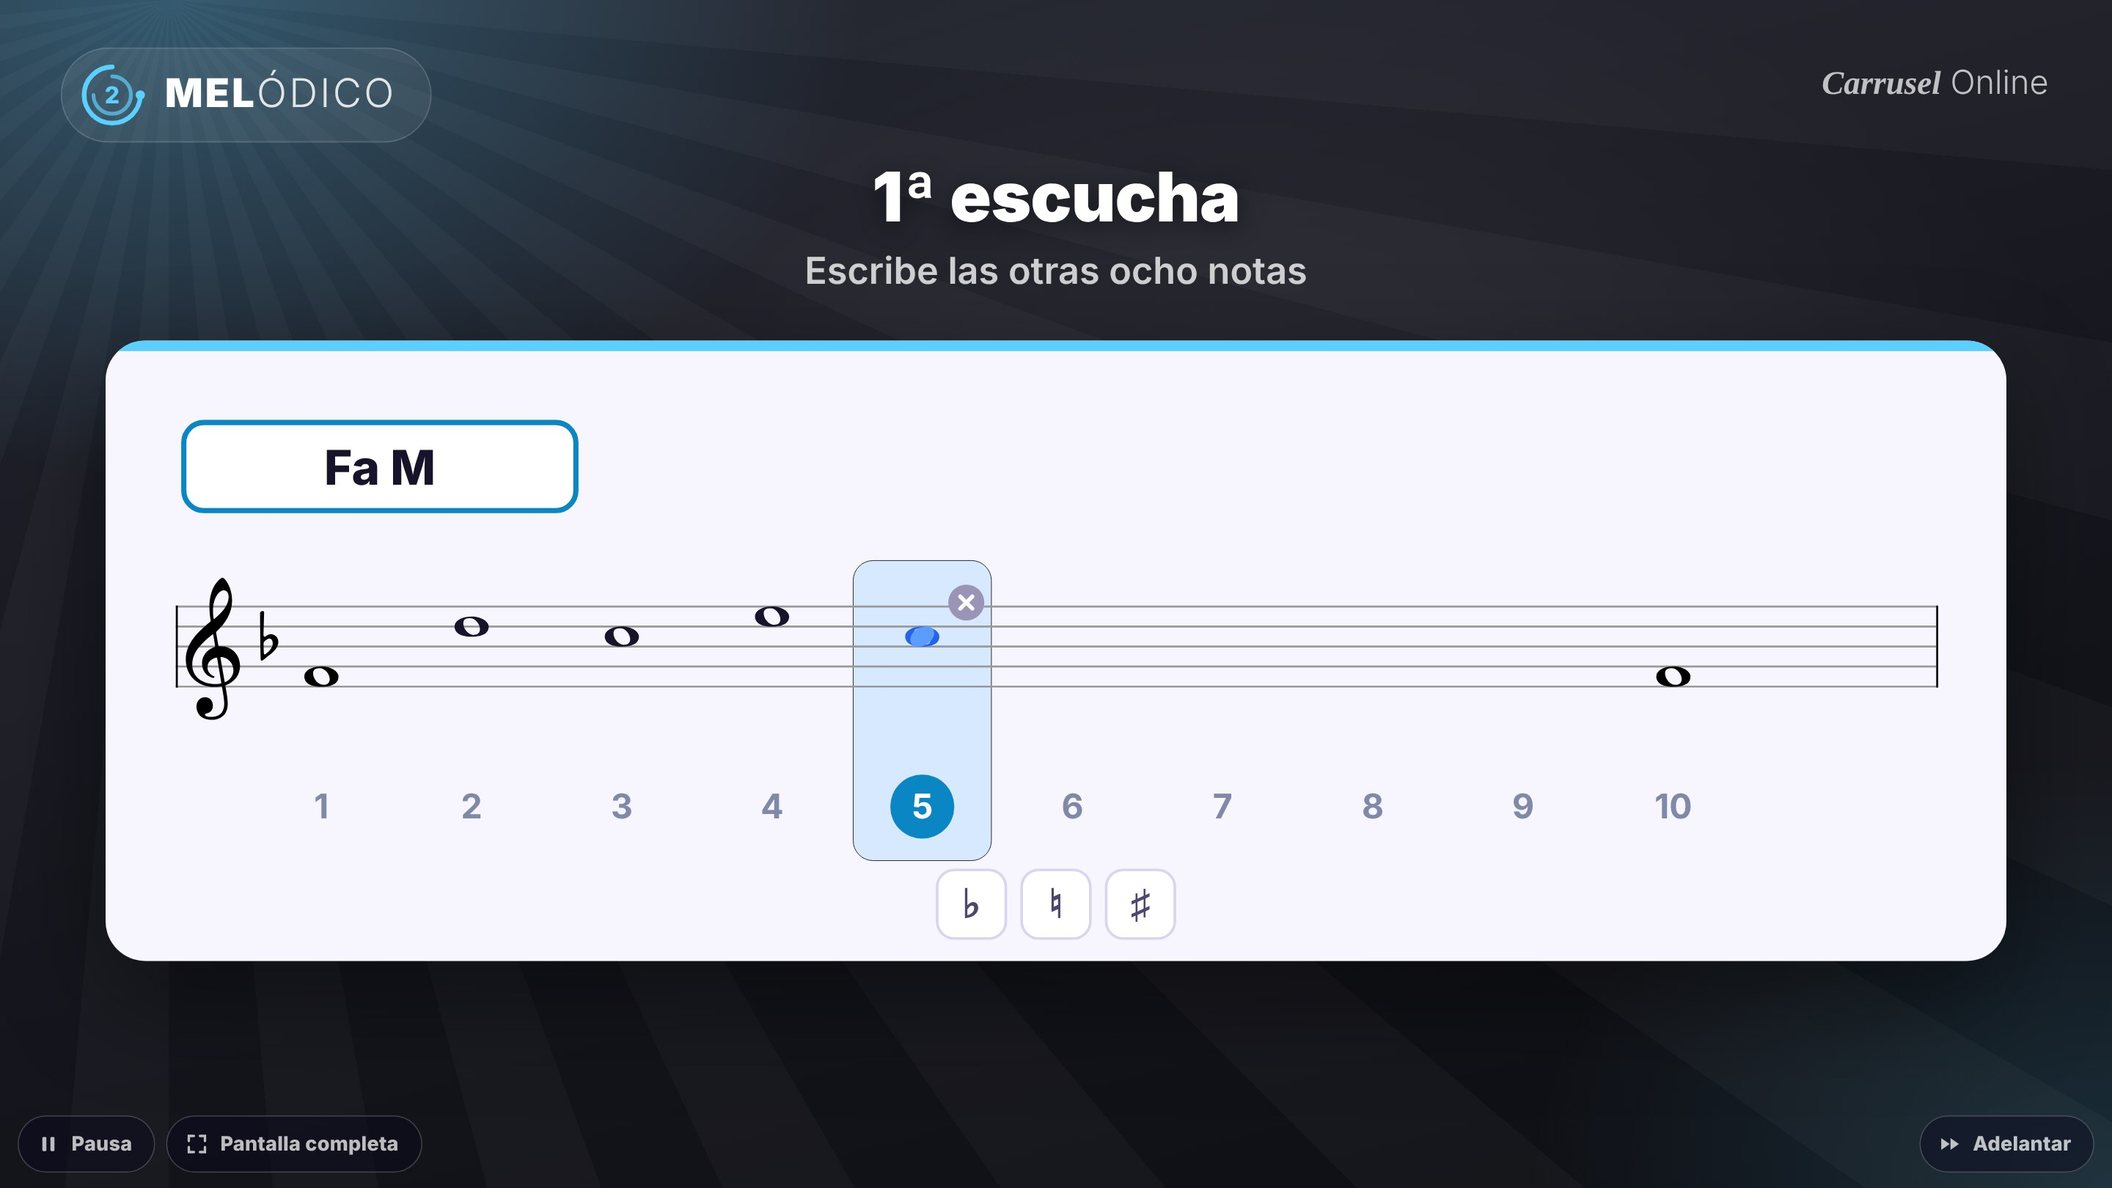 2 MELÓDICO
Carrusel Online
1ª escucha
Escribe las otras ocho notas
Fa M
1 2 3 4 5 6 7 8 9 10
♭ ♮ ♯
Pausa
Pantalla completa
Adelantar